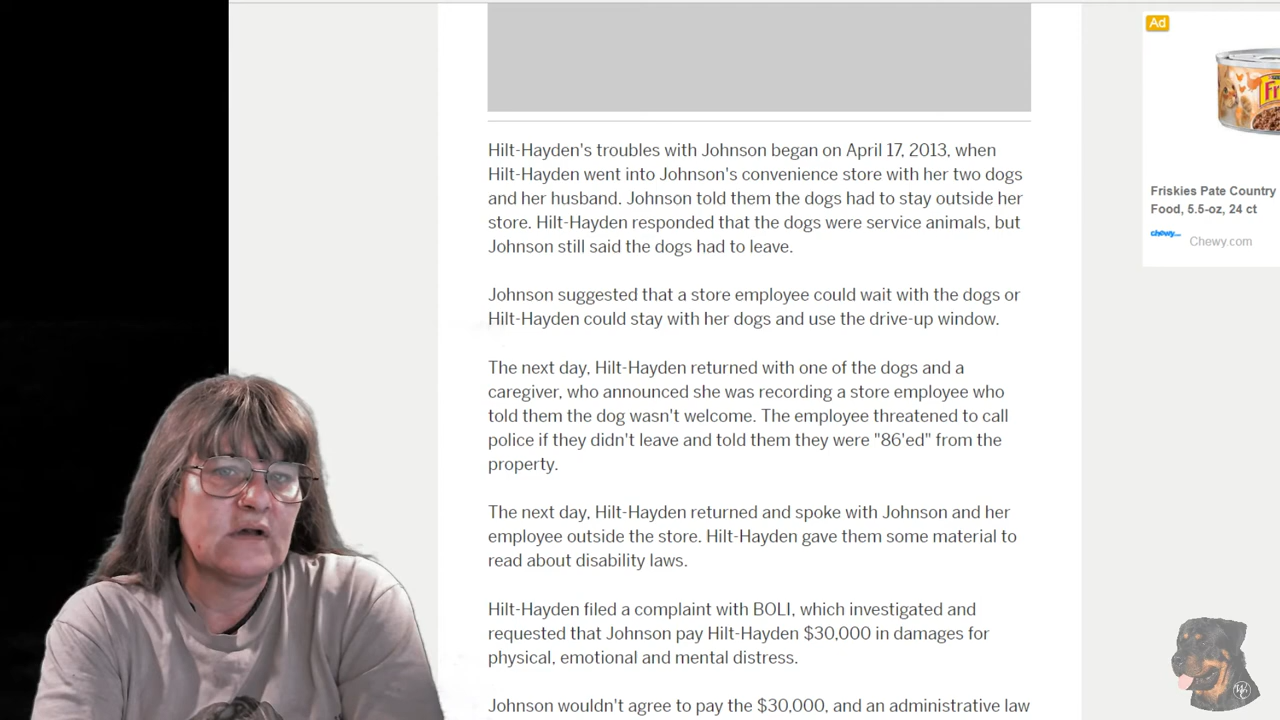 Ad
Hilt-Hayden's troubles with Johnson began on April 17, 2013, when
Hilt-Hayden went into Johnson's convenience store with her two dogs
and her husband. Johnson told them the dogs had to stay outside her
store. Hilt-Hayden responded that the dogs were service animals, but
Johnson still said the dogs had to leave.
Johnson suggested that a store employee could wait with the dogs or
Hilt-Hayden could stay with her dogs and use the drive-up window.
The next day, Hilt-Hayden returned with one of the dogs and a
caregiver, who announced she was recording a store employee who
told them the dog wasn't welcome. The employee threatened to call
police if they didn't leave and told them they were "86'ed" from the
property.
The next day, Hilt-Hayden returned and spoke with Johnson and her
employee outside the store. Hilt-Hayden gave them some material to
read about disability laws.
Hilt-Hayden filed a complaint with BOLI, which investigated and
requested that Johnson pay Hilt-Hayden $30,000 in damages for
physical, emotional and mental distress.
Johnson wouldn't agree to pay the $30,000, and an administrative law
Fr
Friskies Pate Country
Food, 5.5-oz, 24 ct
chewy
Chewy.com